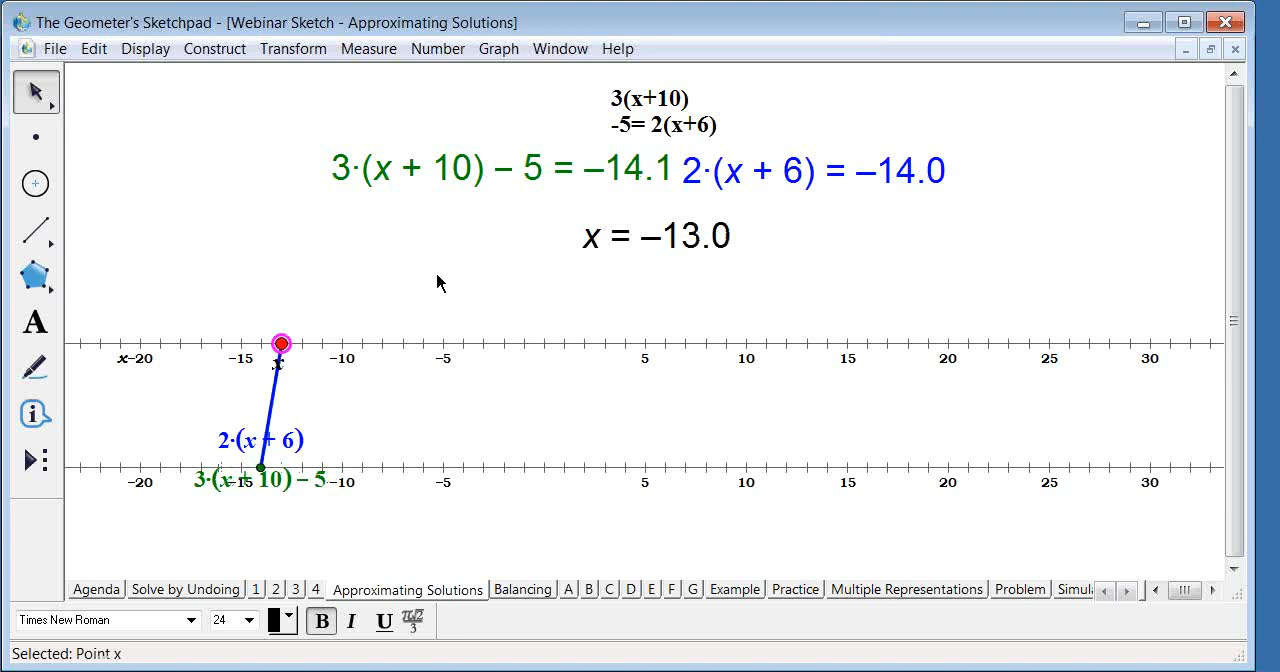 The Geometer's Sketchpad - [Webinar Sketch - Approximating Solutions]
File Edit Display Construct Transform Measure Number Graph Window Help
3(x+10)
-5= 2(x+6)
3·(x + 10) – 5 = –14.1 2·(x + 6) = –14.0
x = –13.0
x -20 -15 -10 -5 5 10 15 20 25 30
x
2·(x + 6)
3·(x + 10) – 5
-20 -15 -10 -5 5 10 15 20 25 30
A
Agenda Solve by Undoing 1 2 3 4 Approximating Solutions Balancing A B C D E F G Example Practice Multiple Representations Problem Simul
Times New Roman 24 B I U
Selected: Point x